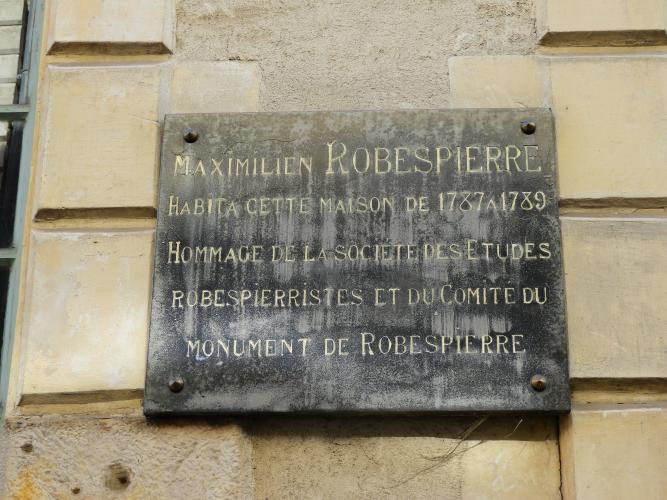 MAXIMILIEN ROBESPIERRE
HABITA CETTE MAISON DE 1787 A 1789
HOMMAGE DE LA SOCIETE DES ETUDES
ROBESPIERRISTES ET DU COMITÉ DU
MONUMENT DE ROBESPIERRE